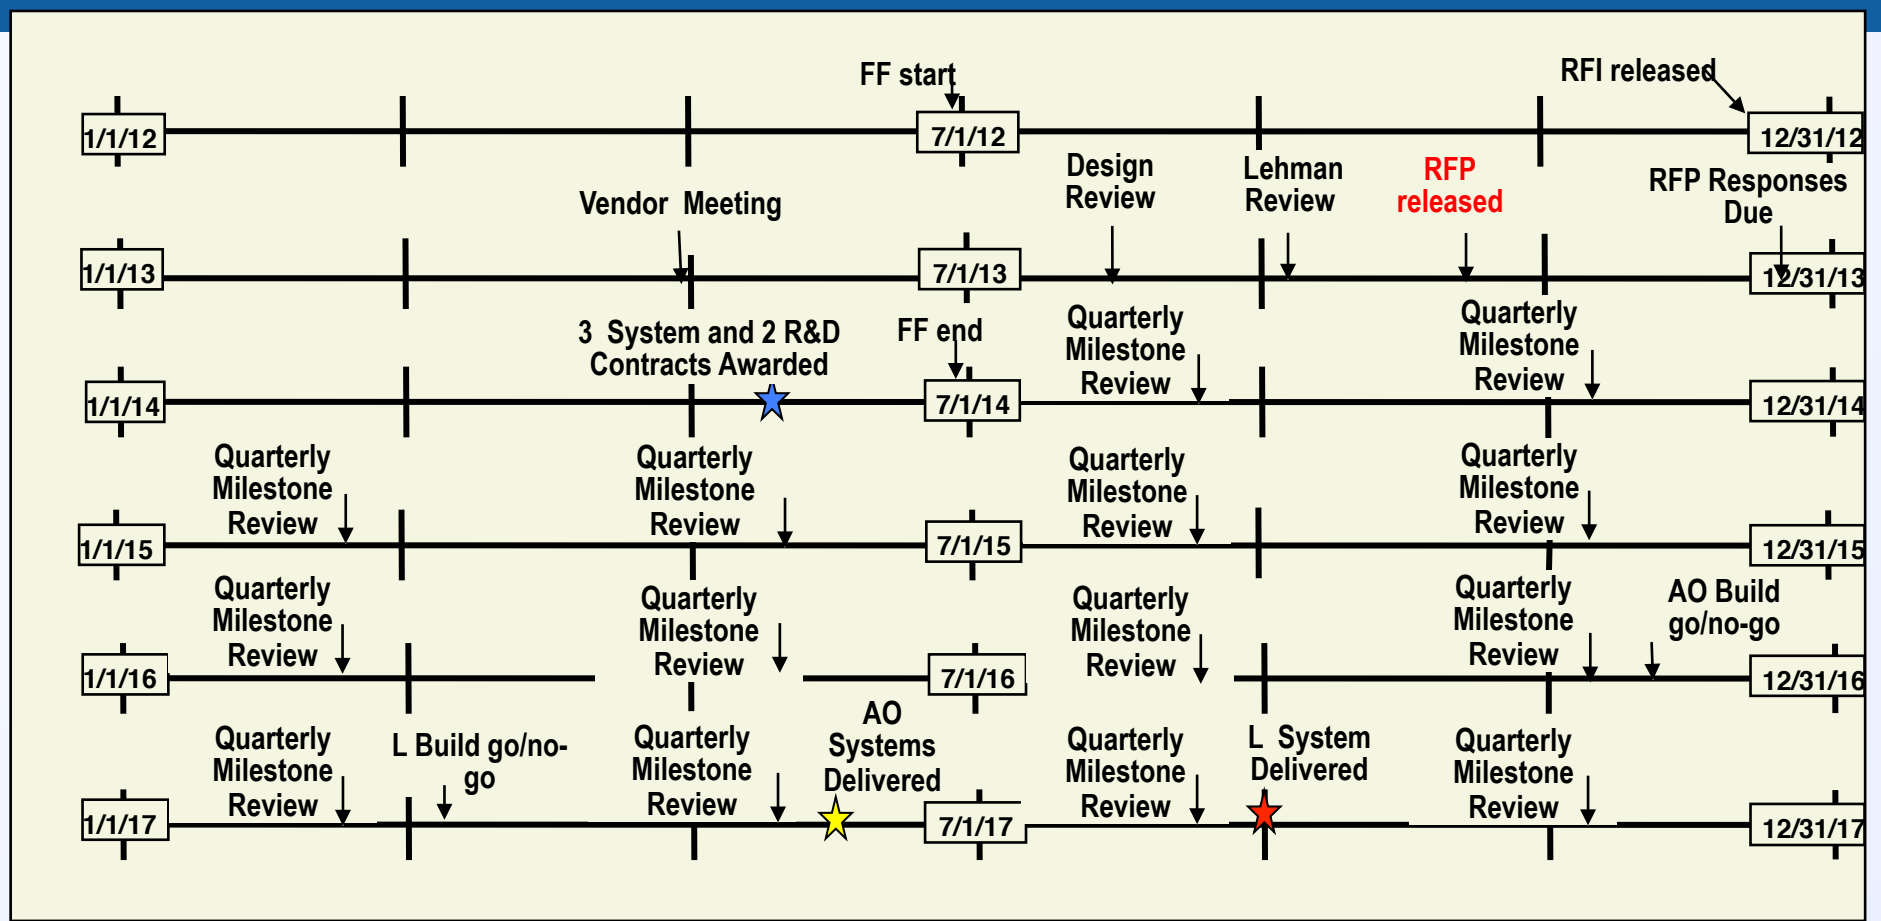 FF start
RFI released
1/1/12
7/1/12
12/31/12
Vendor  Meeting
Design
Review
Lehman
Review
RFP
released
RFP Responses
Due
1/1/13
7/1/13
12/31/13
3  System and 2 R&D
Contracts Awarded
FF end
Quarterly
Milestone
Review
Quarterly
Milestone
Review
1/1/14
7/1/14
12/31/14
Quarterly
Milestone
Review
Quarterly
Milestone
Review
Quarterly
Milestone
Review
Quarterly
Milestone
Review
1/1/15
7/1/15
12/31/15
Quarterly
Milestone
Review
Quarterly
Milestone
Review
Quarterly
Milestone
Review
Quarterly
Milestone
Review
AO Build
go/no-go
1/1/16
7/1/16
12/31/16
Quarterly
Milestone
Review
L Build go/no-
go
Quarterly
Milestone
Review
AO
Systems
Delivered
Quarterly
Milestone
Review
L  System
Delivered
Quarterly
Milestone
Review
1/1/17
7/1/17
12/31/17